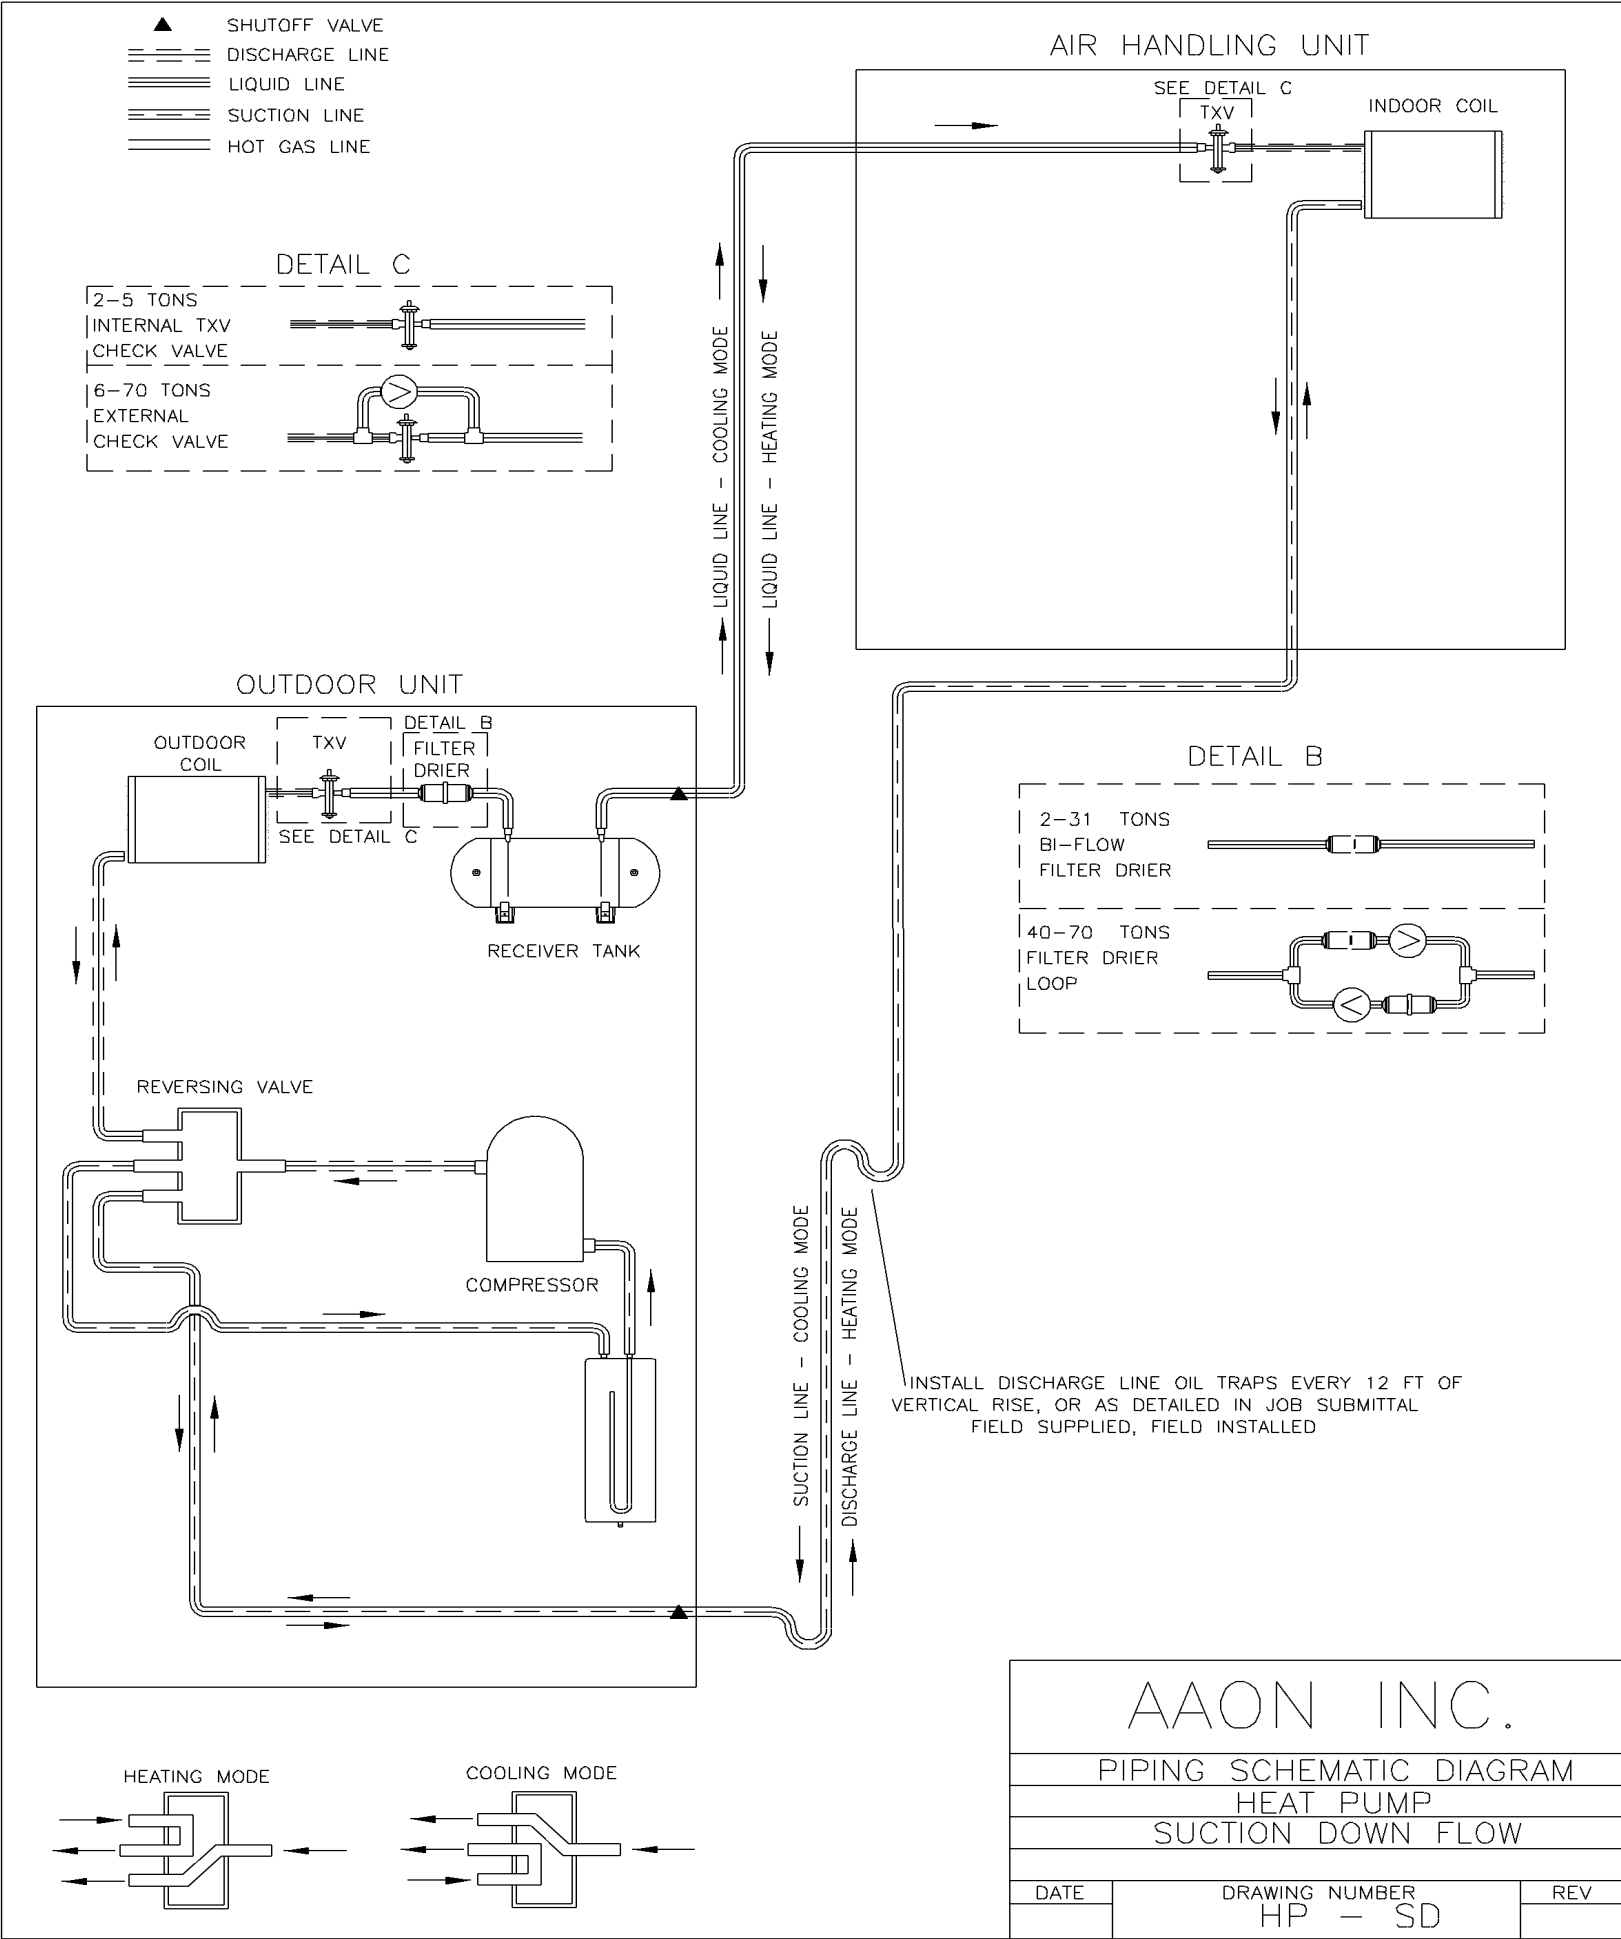 SHUTOFF VALVE
DISCHARGE LINE
LIQUID LINE
SUCTION LINE
HOT GAS LINE
AIR HANDLING UNIT
SEE DETAIL C
TXV
INDOOR COIL
DETAIL C
2-5 TONS
INTERNAL TXV
CHECK VALVE
6-70 TONS
EXTERNAL
CHECK VALVE
LIQUID LINE - COOLING MODE
LIQUID LINE - HEATING MODE
OUTDOOR UNIT
OUTDOOR
COIL
TXV
SEE DETAIL C
DETAIL B
FILTER
DRIER
RECEIVER TANK
DETAIL B
2-31 TONS
BI-FLOW
FILTER DRIER
40-70 TONS
FILTER DRIER
LOOP
REVERSING VALVE
COMPRESSOR
SUCTION LINE - COOLING MODE
DISCHARGE LINE - HEATING MODE
INSTALL DISCHARGE LINE OIL TRAPS EVERY 12 FT OF
VERTICAL RISE, OR AS DETAILED IN JOB SUBMITTAL
FIELD SUPPLIED, FIELD INSTALLED
HEATING MODE
COOLING MODE
AAON INC.
PIPING SCHEMATIC DIAGRAM
HEAT PUMP
SUCTION DOWN FLOW
DATE
DRAWING NUMBER
HP - SD
REV